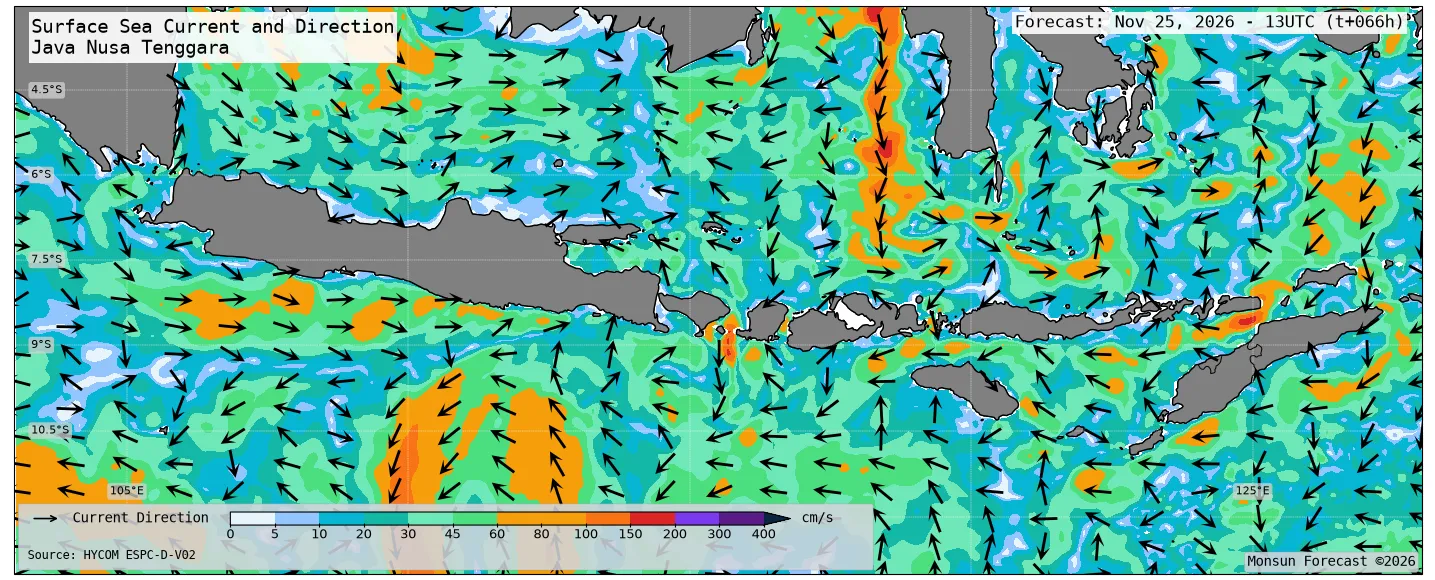 Surface Sea Current and Direction
Java Nusa Tenggara
Forecast: Nov 25, 2026 - 13UTC (t+066h)
4.5°S
6°S
7.5°S
9°S
10.5°S
105°E
125°E
Current Direction
0 5 10 20 30 45 60 80 100 150 200 300 400 cm/s
Source: HYCOM ESPC-D-V02
Monsun Forecast ©2026